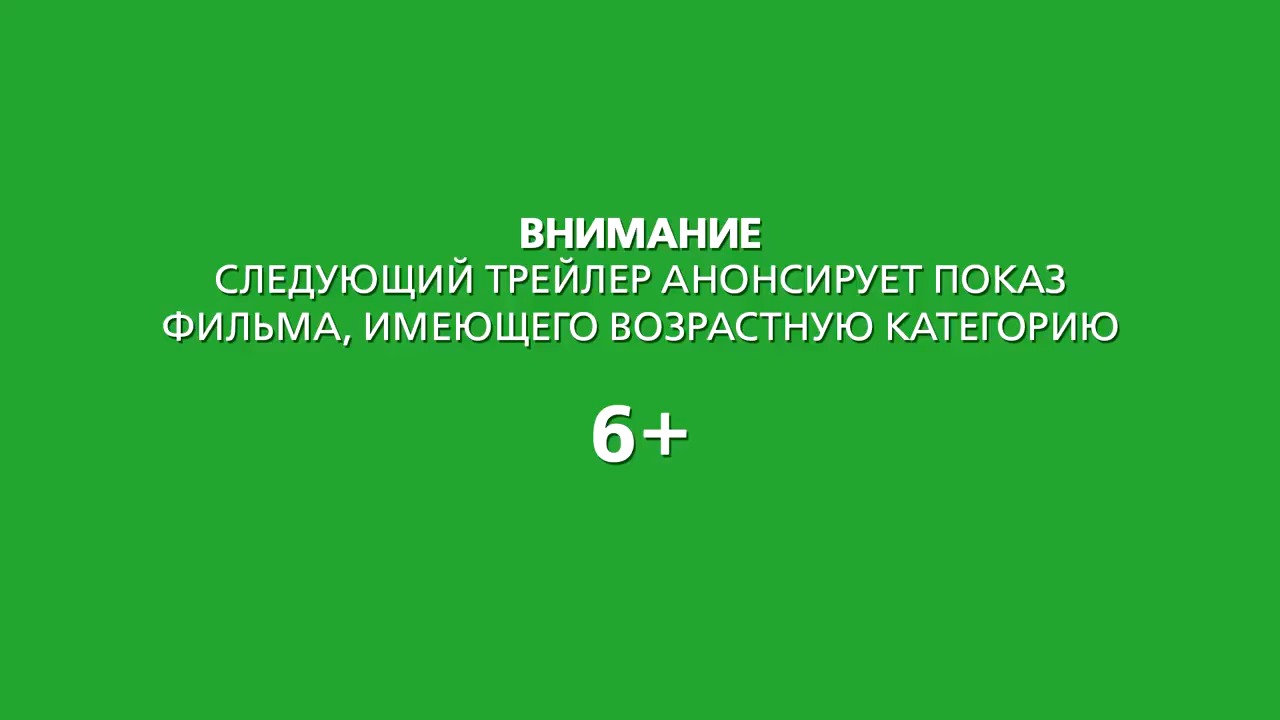 ВНИМАНИЕ
СЛЕДУЮЩИЙ ТРЕЙЛЕР АНОНСИРУЕТ ПОКАЗ
ФИЛЬМА, ИМЕЮЩЕГО ВОЗРАСТНУЮ КАТЕГОРИЮ
6+